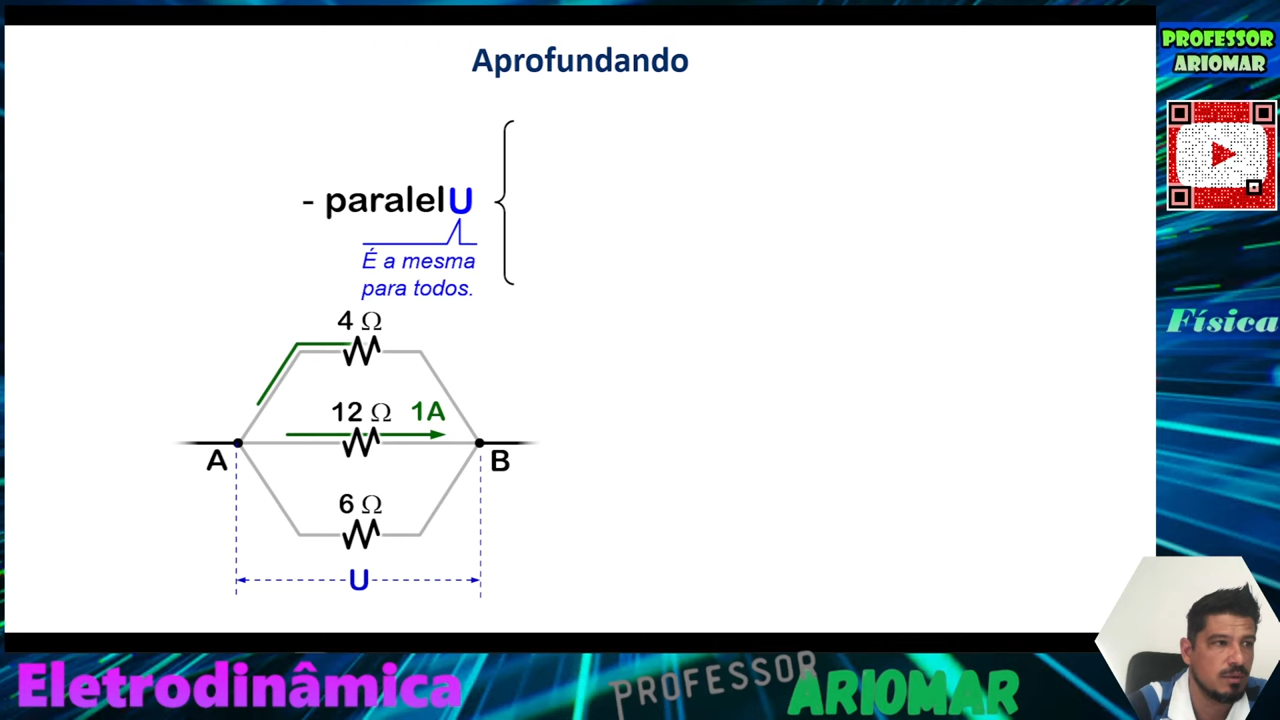 Aprofundando
PROFESSOR
ARIOMAR
- paralelU
É a mesma
para todos.
4 Ω
12 Ω 1A
A
B
6 Ω
U
Física
Eletrodinâmica
PROFESSOR
ARIOMAR